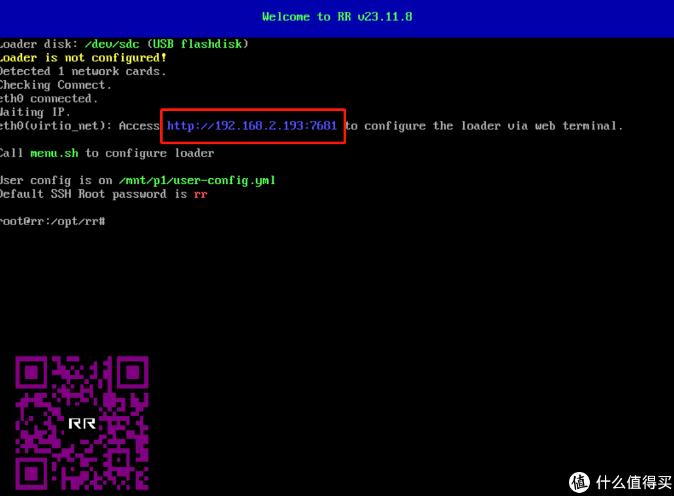 Welcome to RR v23.11.8
Loader disk: /dev/sdc (USB flashdisk)
Loader is not configured!
Detected 1 network cards.
Checking Connect.
eth0 connected.
Waiting IP.
eth0(virtio_net): Access http://192.168.2.193:7681 to configure the loader via web terminal.
Call menu.sh to configure loader
User config is on /mnt/p1/user-config.yml
Default SSH Root password is rr
root@rr:/opt/rr#
RR
值 什么值得买